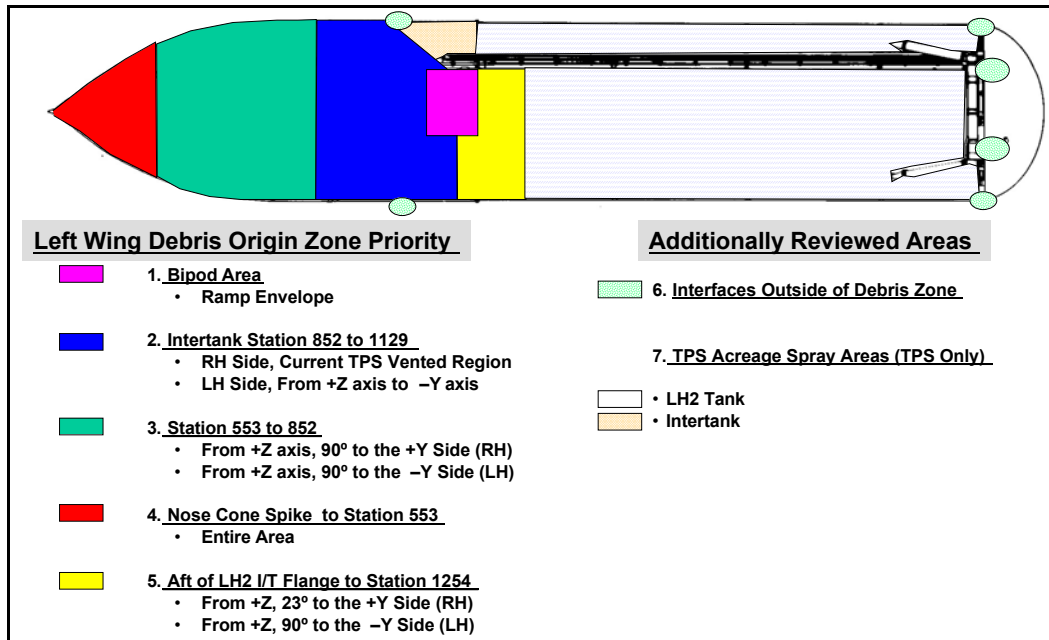 Left Wing Debris Origin Zone Priority
1. Bipod Area
• Ramp Envelope
2. Intertank Station 852 to 1129
• RH Side, Current TPS Vented Region
• LH Side, From +Z axis to –Y axis
3. Station 553 to 852
• From +Z axis, 90º to the +Y Side (RH)
• From +Z axis, 90º to the –Y Side (LH)
4. Nose Cone Spike to Station 553
• Entire Area
5. Aft of LH2 I/T Flange to Station 1254
• From +Z, 23º to the +Y Side (RH)
• From +Z, 90º to the –Y Side (LH)
Additionally Reviewed Areas
6. Interfaces Outside of Debris Zone
7. TPS Acreage Spray Areas (TPS Only)
• LH2 Tank
• Intertank